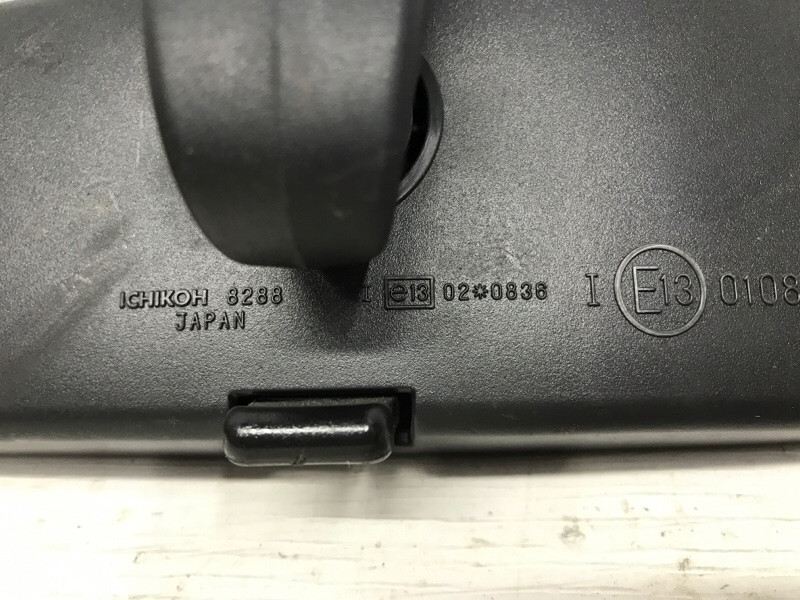 ICHIKOH 8288
JAPAN
I e13 02*0836
I E13 0108